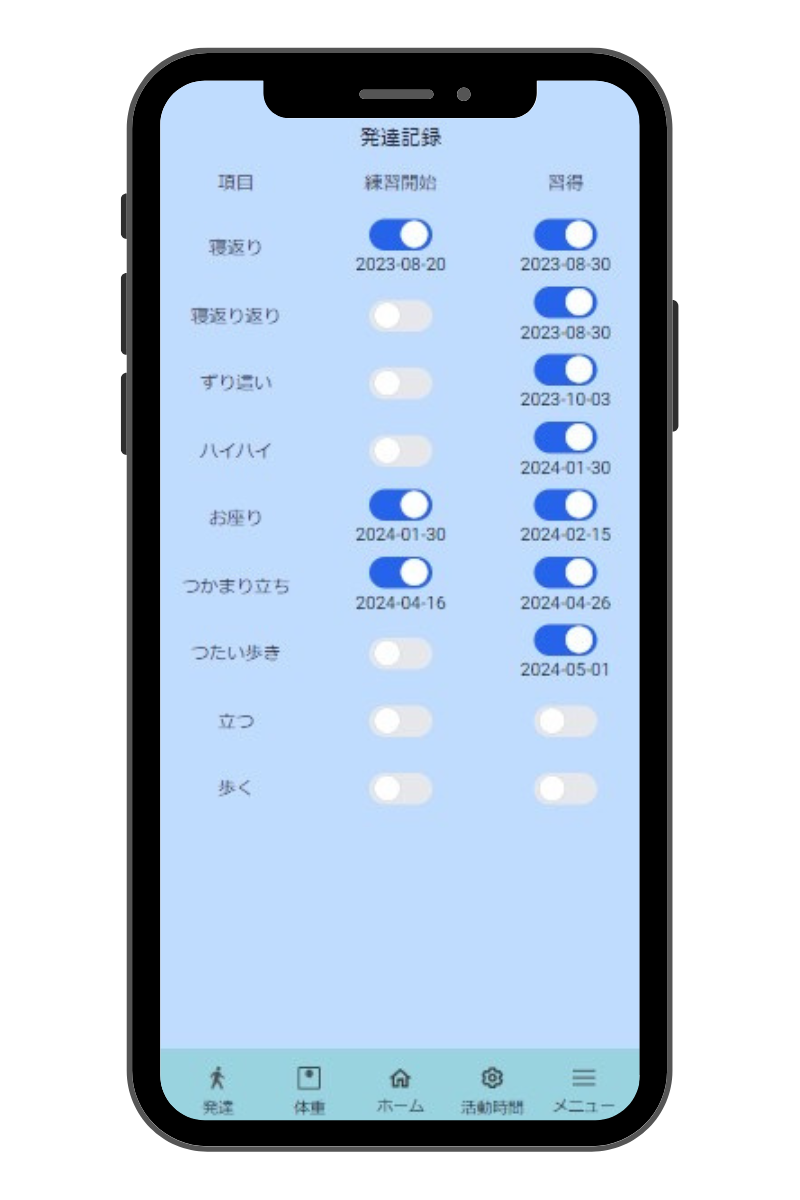 発達記録
項目 練習開始 習得
寝返り 2023-08-20 2023-08-30
寝返り返り 2023-08-30
ずり這い 2023-10-03
ハイハイ 2024-01-30
お座り 2024-01-30 2024-02-15
つかまり立ち 2024-04-16 2024-04-26
つたい歩き 2024-05-01
立つ
歩く
発達 体重 ホーム 活動時間 メニュー